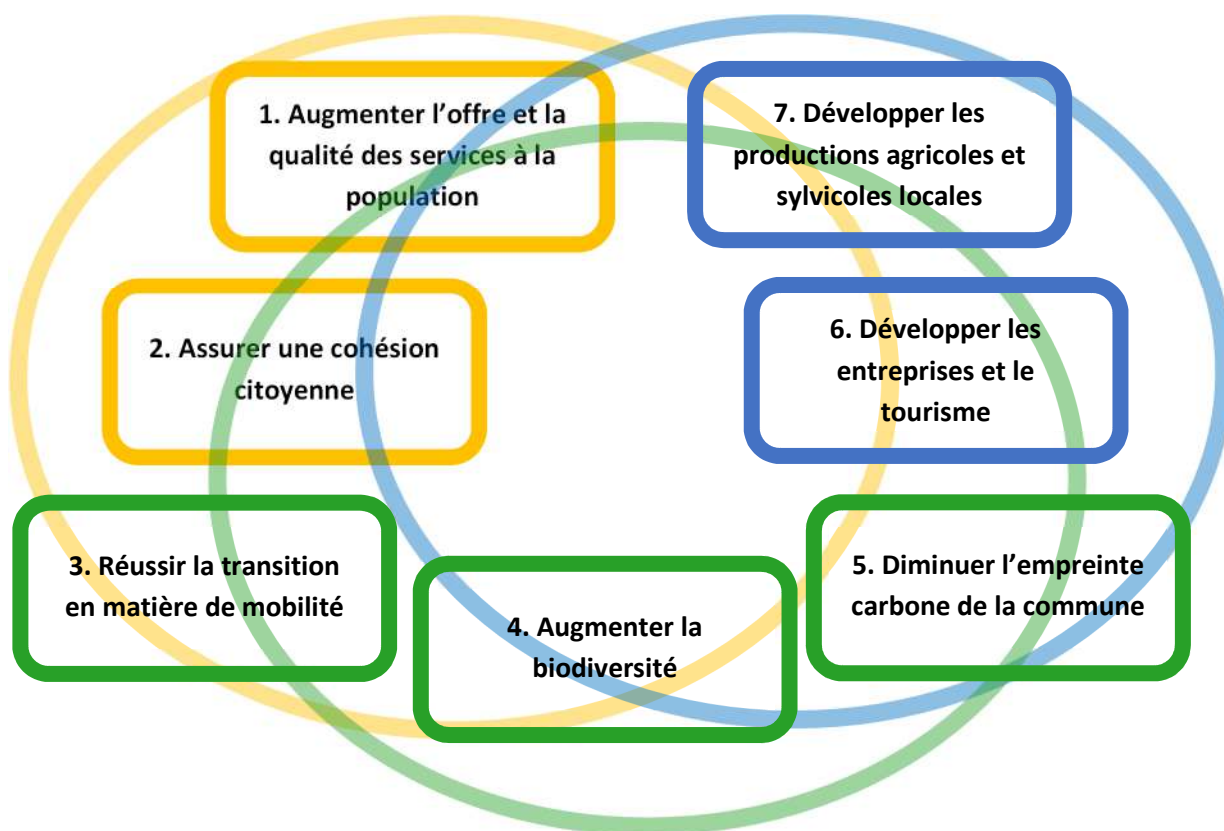 1. Augmenter l'offre et la
qualité des services à la
population
2. Assurer une cohésion
citoyenne
3. Réussir la transition
en matière de mobilité
4. Augmenter la
biodiversité
5. Diminuer l'empreinte
carbone de la commune
6. Développer les
entreprises et le
tourisme
7. Développer les
productions agricoles et
sylvicoles locales